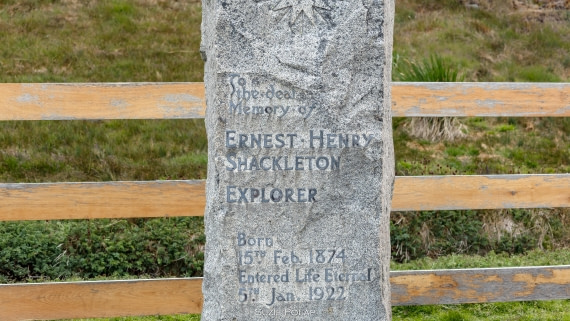 To
the dear
Memory of
ERNEST · HENRY
SHACKLETON
EXPLORER
Born
15TH Feb. 1874
Entered Life Eternal
5TH Jan. 1922